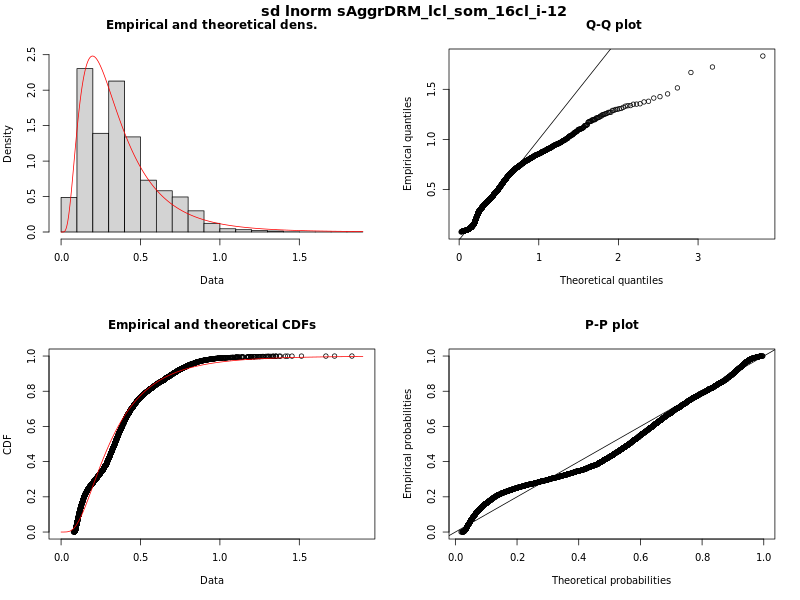 sd lnorm sAggrDRM_lcl_som_16cl_i-12
Empirical and theoretical dens.
Density
0.0 0.5 1.0 1.5 2.0 2.5
0.0 0.5 1.0 1.5
Data
Q-Q plot
Empirical quantiles
0.5 1.0 1.5
0 1 2 3
Theoretical quantiles
Empirical and theoretical CDFs
CDF
0.0 0.2 0.4 0.6 0.8 1.0
0.0 0.5 1.0 1.5
Data
P-P plot
Empirical probabilities
0.0 0.2 0.4 0.6 0.8 1.0
0.0 0.2 0.4 0.6 0.8 1.0
Theoretical probabilities